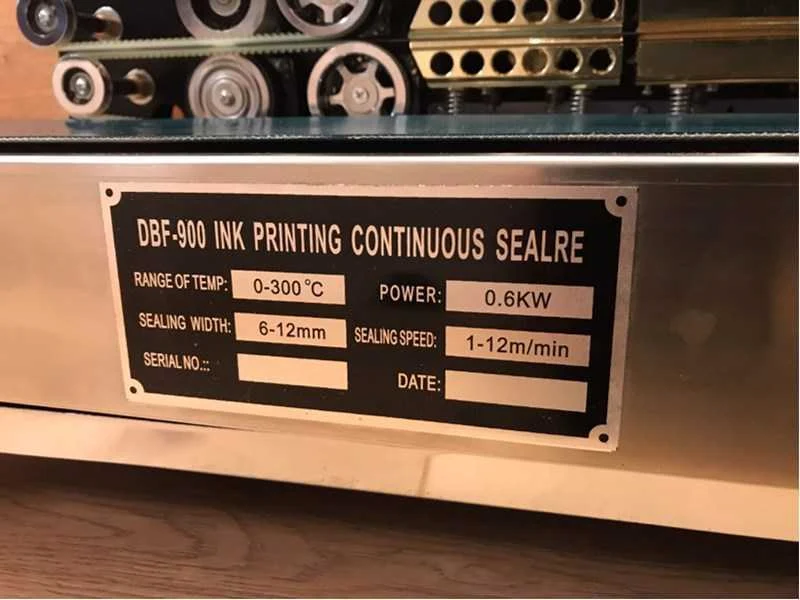 DBF-900 INK PRINTING CONTINUOUS SEALRE
RANGE OF TEMP: 0-300°C POWER: 0.6KW
SEALING WIDTH: 6-12mm SEALING SPEED: 1-12m/min
SERIAL NO.:: DATE: